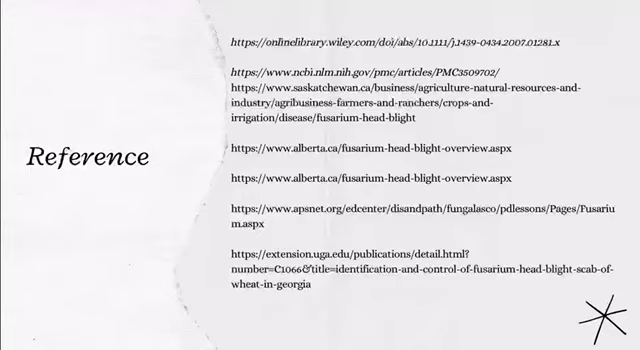 Reference
https://onlinelibrary.wiley.com/doi/abs/10.1111/j.1439-0434.2007.01281.x
https://www.ncbi.nlm.nih.gov/pmc/articles/PMC3509702/
https://www.saskatchewan.ca/business/agriculture-natural-resources-and-
industry/agribusiness-farmers-and-ranchers/crops-and-
irrigation/disease/fusarium-head-blight
https://www.alberta.ca/fusarium-head-blight-overview.aspx
https://www.alberta.ca/fusarium-head-blight-overview.aspx
https://www.apsnet.org/edcenter/disandpath/fungalasco/pdlessons/Pages/Fusariu
m.aspx
https://extension.uga.edu/publications/detail.html?
number=C1066&title=identification-and-control-of-fusarium-head-blight-scab-of-
wheat-in-georgia